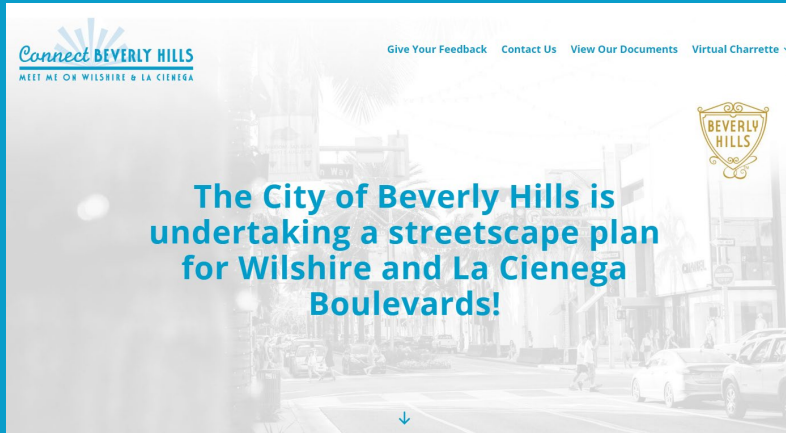 Connect BEVERLY HILLS
MEET ME ON WILSHIRE & LA CIENEGA
Give Your Feedback Contact Us View Our Documents Virtual Charrette
BEVERLY
HILLS
Way
The City of Beverly Hills is
undertaking a streetscape plan
for Wilshire and La Cienega
Boulevards!